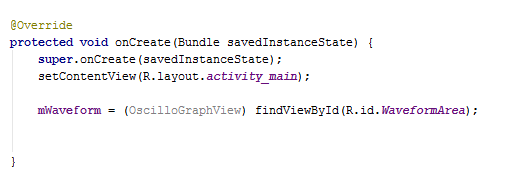 @Override
protected void onCreate(Bundle savedInstanceState) {
super.onCreate(savedInstanceState);
setContentView(R.layout.activity_main);
mWaveform = (OscilloGraphView) findViewById(R.id.WaveformArea);
}